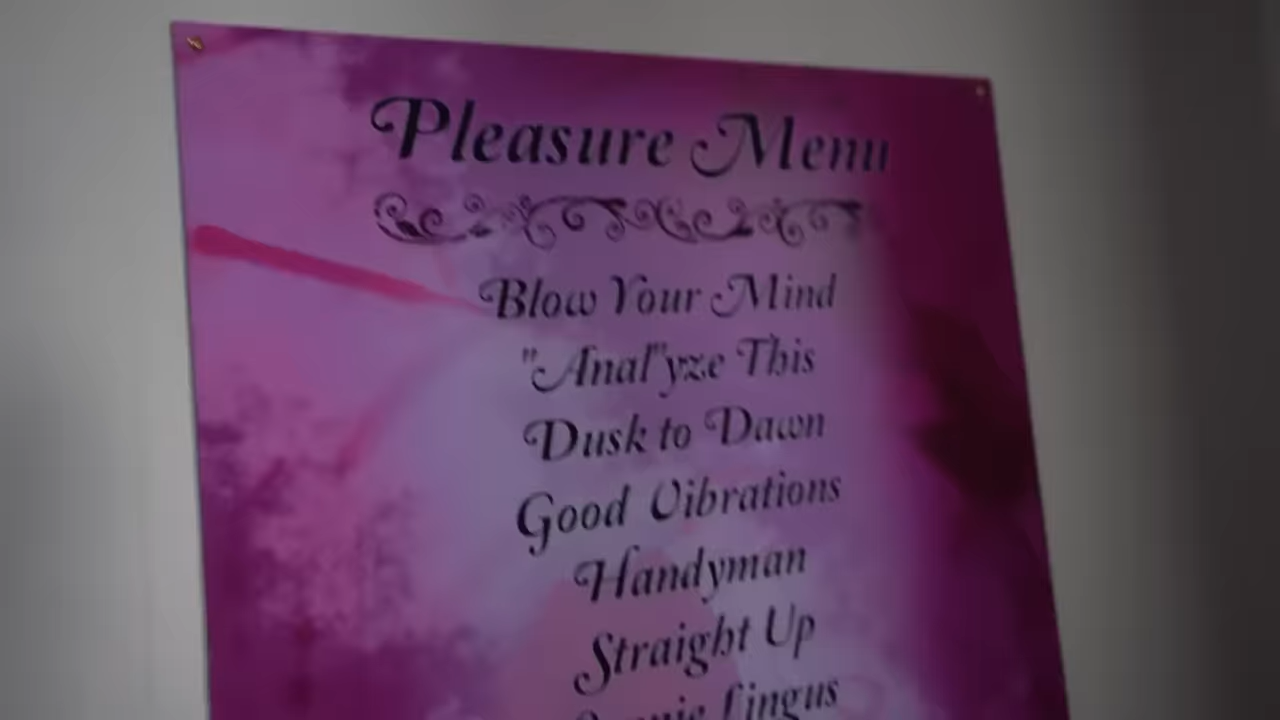 Pleasure Menu
Blow Your Mind
"Anal"yze This
Dusk to Dawn
Good Vibrations
Handyman
Straight Up
Lingus